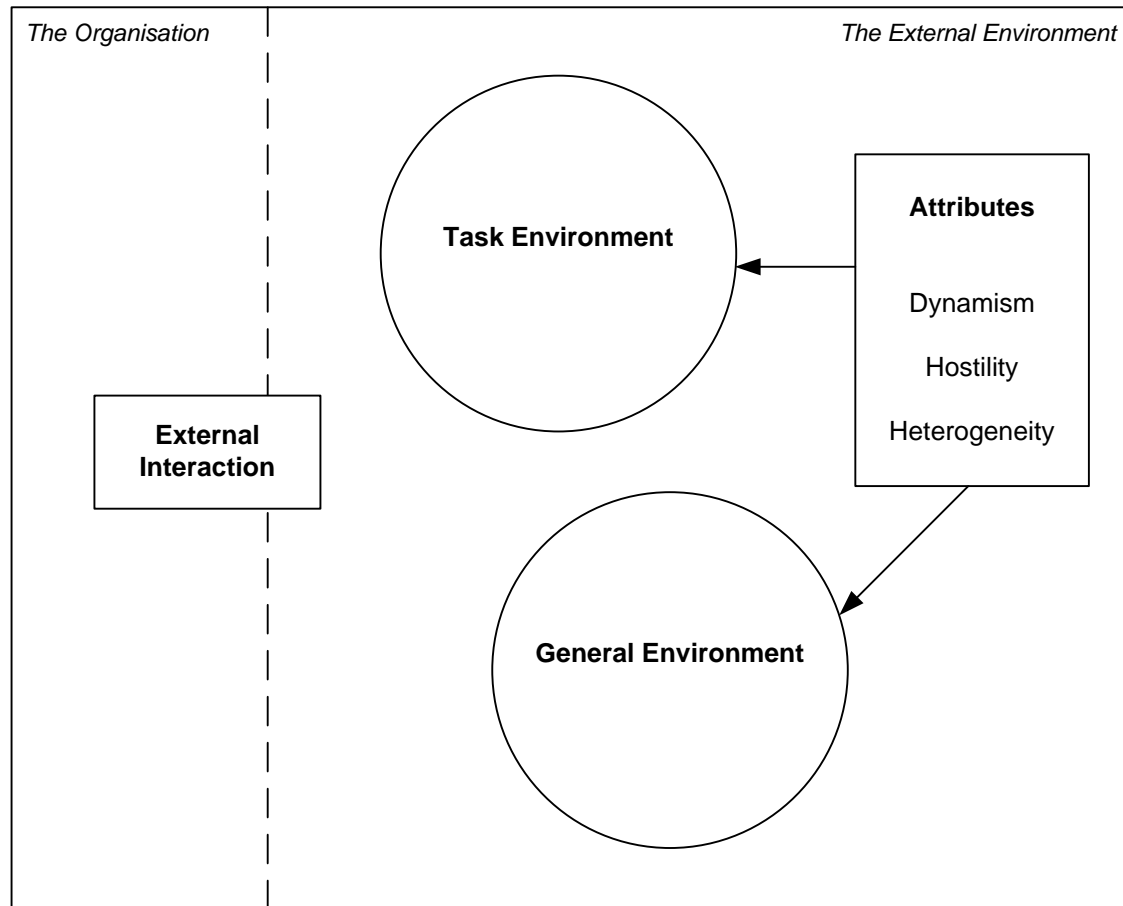 The Organisation
The External Environment
Task Environment
Attributes
Dynamism
Hostility
Heterogeneity
External
Interaction
General Environment